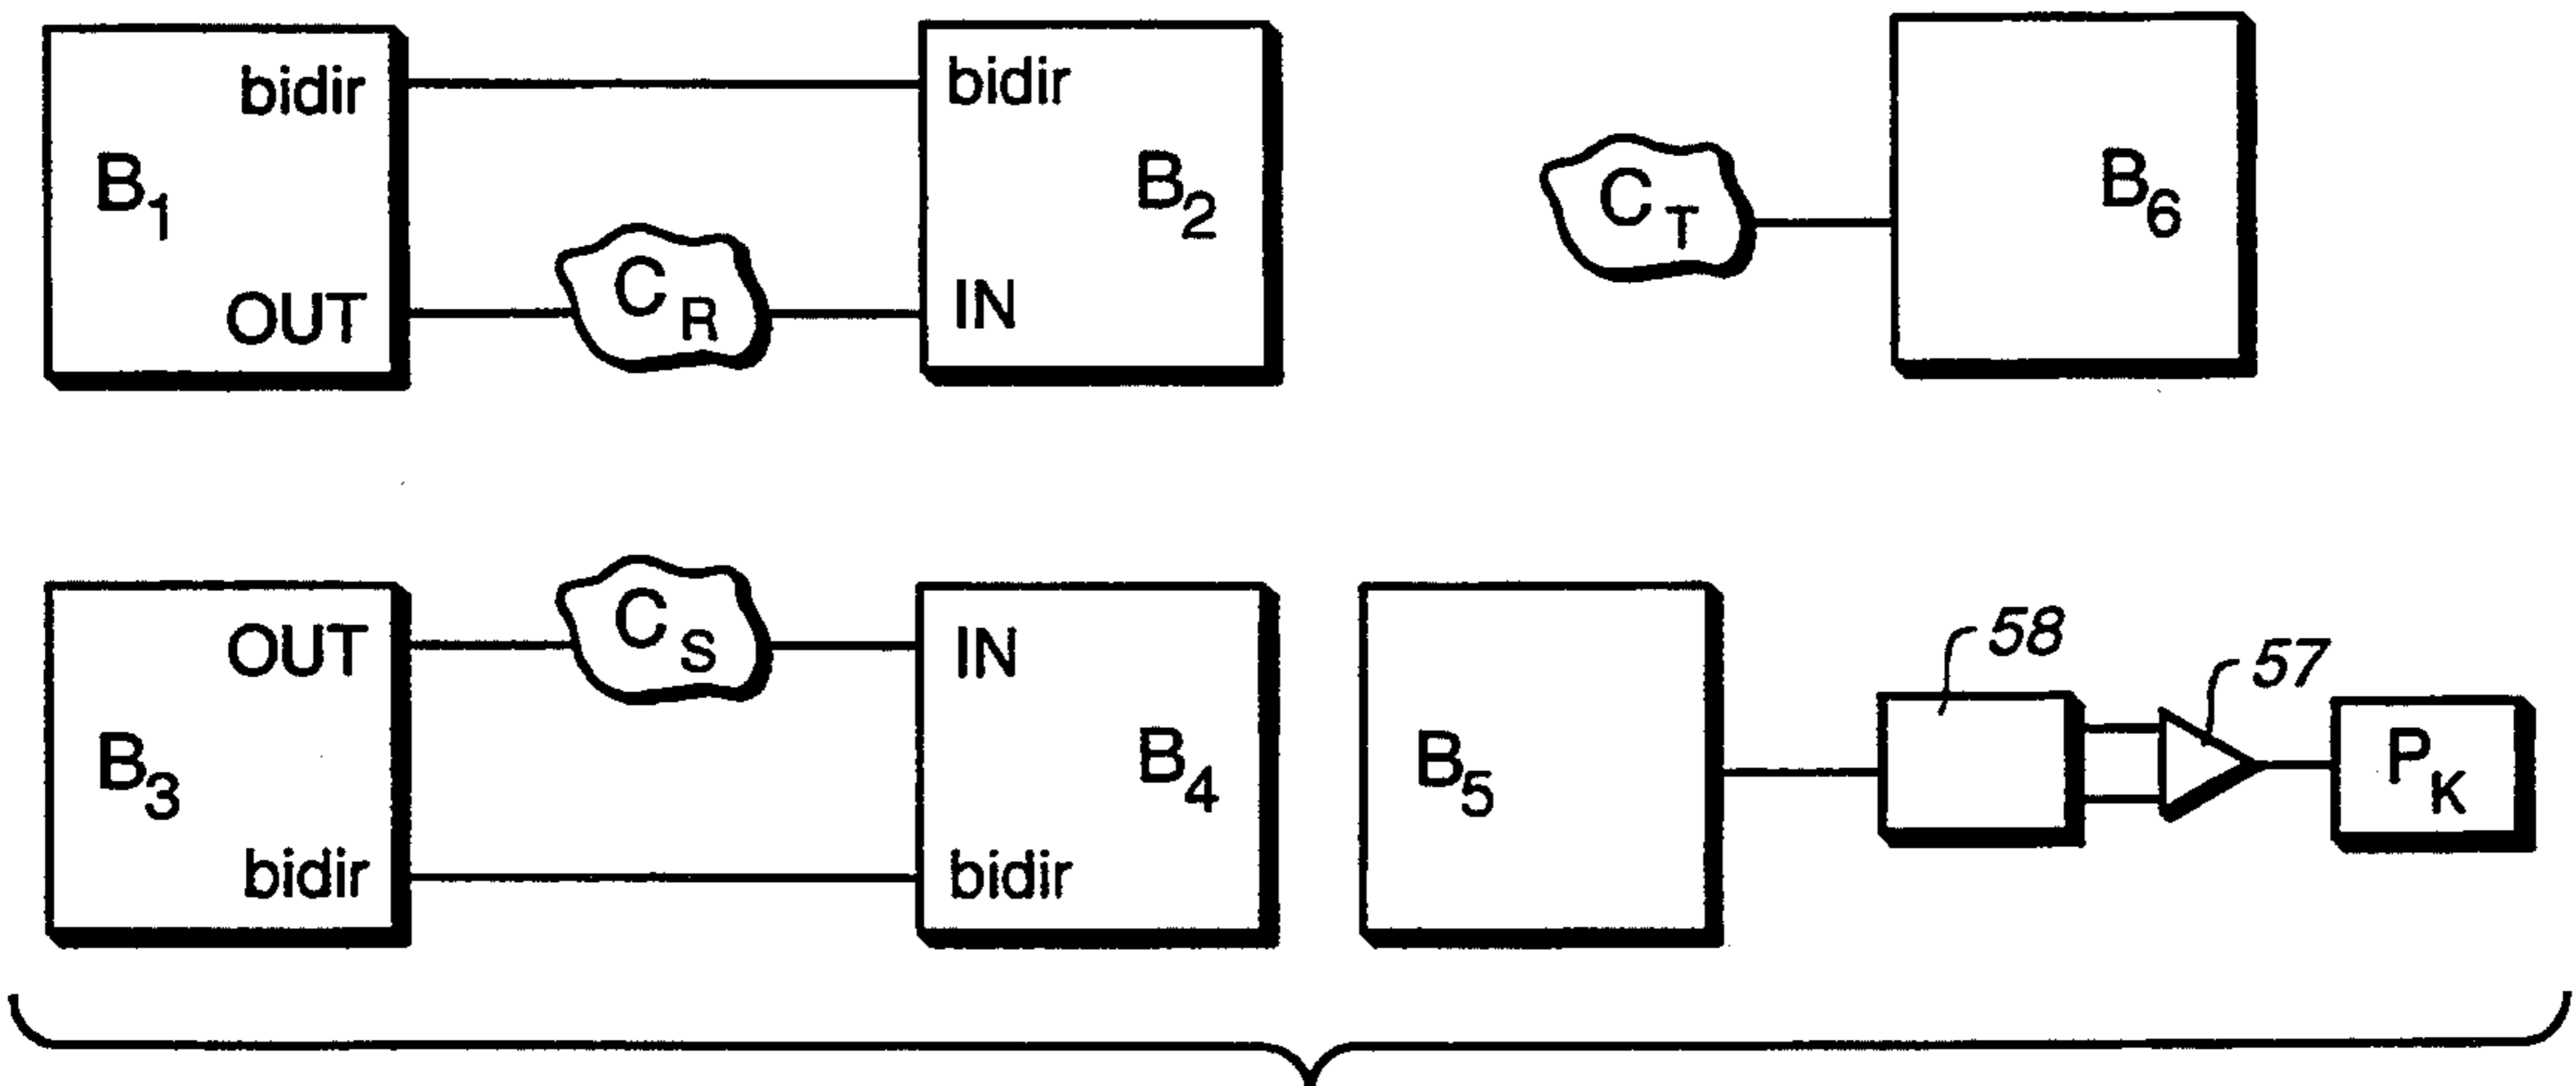 bidir
B1
OUT
CR
bidir
B2
IN
CT
B6
OUT
B3
bidir
CS
IN
B4
bidir
B5
58
57
PK